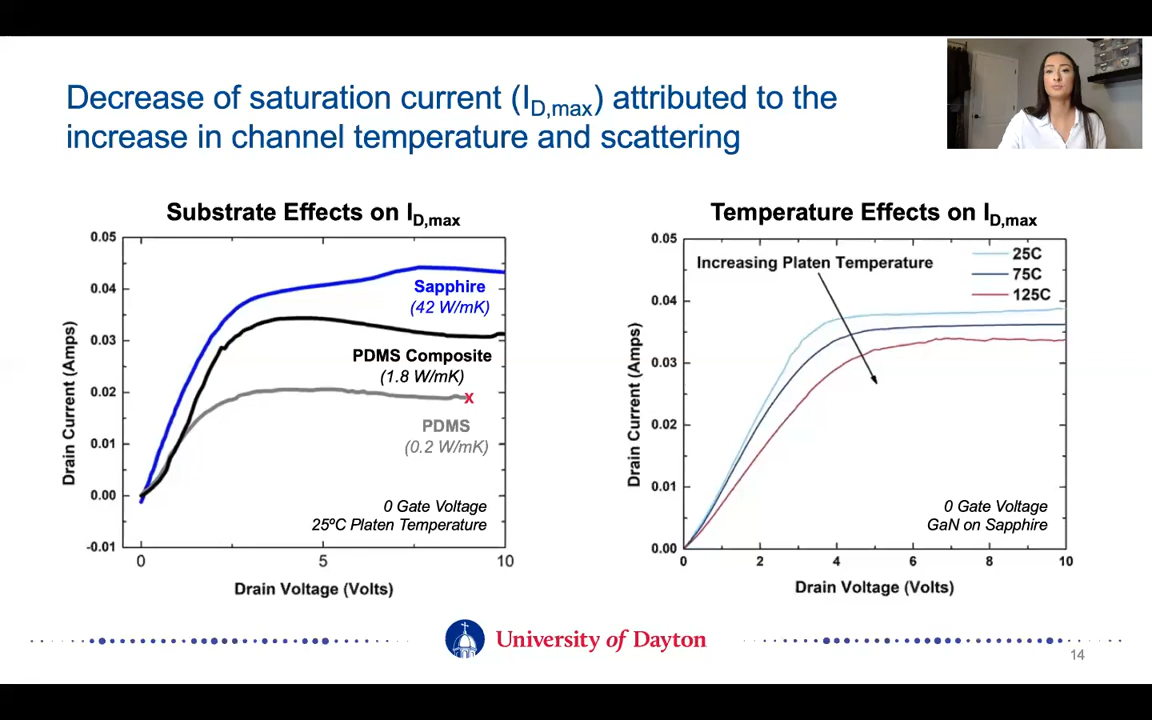 Decrease of saturation current (I_D,max) attributed to the
increase in channel temperature and scattering
Substrate Effects on I_D,max
0.05
0.04
0.03
0.02
0.01
0.00
-0.01
Drain Current (Amps)
Sapphire
(42 W/mK)
PDMS Composite
(1.8 W/mK)
x
PDMS
(0.2 W/mK)
0 Gate Voltage
25ºC Platen Temperature
0 5 10
Drain Voltage (Volts)
Temperature Effects on I_D,max
0.05
0.04
0.03
0.02
0.01
0.00
Drain Current (Amps)
Increasing Platen Temperature
25C
75C
125C
0 Gate Voltage
GaN on Sapphire
0 2 4 6 8 10
Drain Voltage (Volts)
University of Dayton
14